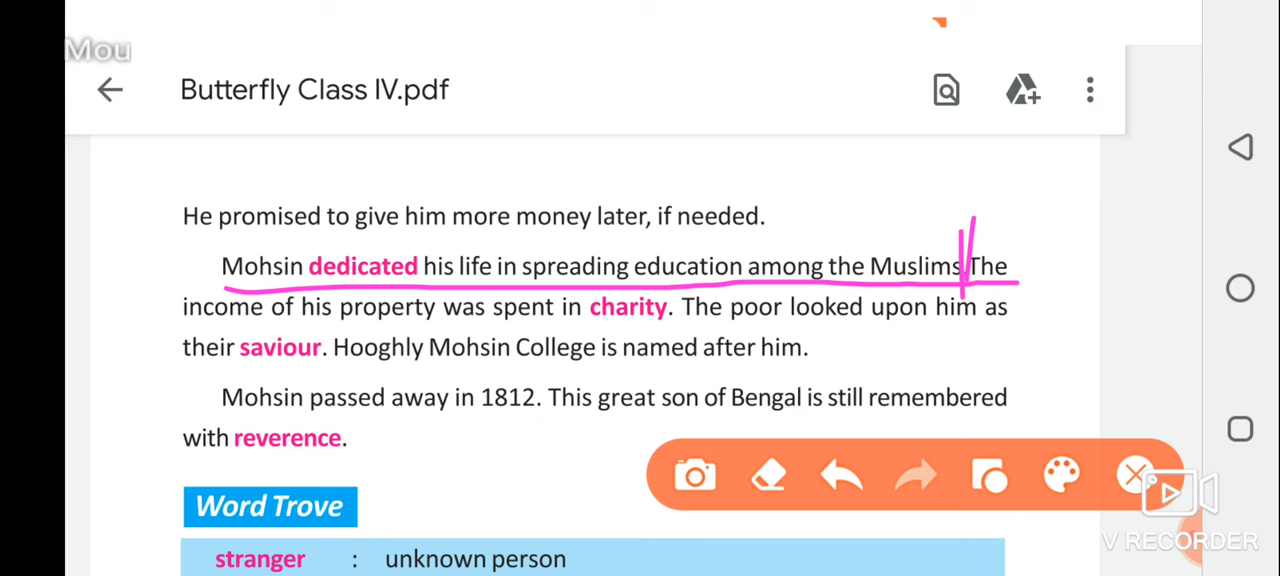 Mou
Butterfly Class IV.pdf
He promised to give him more money later, if needed.
Mohsin dedicated his life in spreading education among the Muslims. The
income of his property was spent in charity. The poor looked upon him as
their saviour. Hooghly Mohsin College is named after him.
Mohsin passed away in 1812. This great son of Bengal is still remembered
with reverence.
Word Trove
stranger : unknown person
V RECORDER